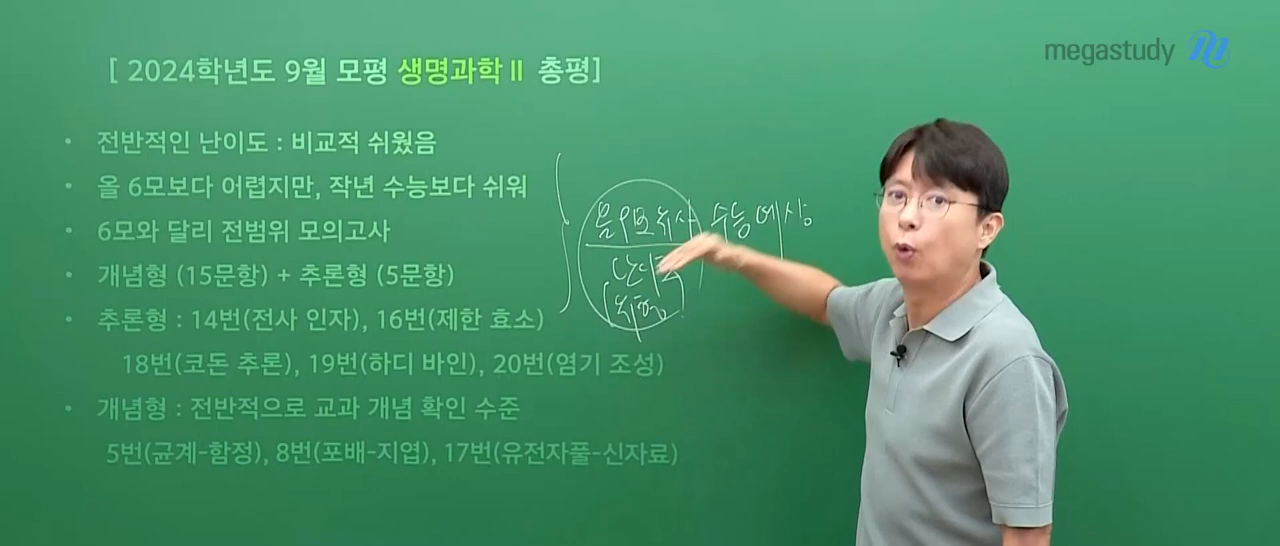 megastudy
[ 2024학년도 9월 모평 생명과학 II 총평]
• 전반적인 난이도 : 비교적 쉬웠음
• 올 6모보다 어렵지만, 작년 수능보다 쉬워
• 6모와 달리 전범위 모의고사
• 개념형 (15문항) + 추론형 (5문항)
• 추론형 : 14번(전사 인자), 16번(제한 효소)
18번(코돈 추론), 19번(하디 바인), 20번(염기 조성)
• 개념형 : 전반적으로 교과 개념 확인 수준
5번(균계-함정), 8번(포배-지엽), 17번(유전자풀-신자료)
수능 예상